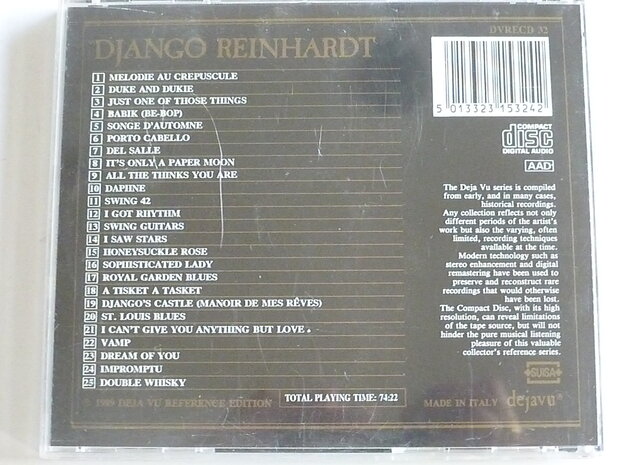 DJANGO REINHARDT
DVRECD 32
1 MELODIE AU CREPUSCULE
2 DUKE AND DUKIE
3 JUST ONE OF THOSE THINGS
4 BABIK (BE-BOP)
5 SONGE D'AUTOMNE
6 PORTO CABELLO
7 DEL SALLE
8 IT'S ONLY A PAPER MOON
9 ALL THE THINKS YOU ARE
10 DAPHNE
11 SWING 42
12 I GOT RHYTHM
13 SWING GUITARS
14 I SAW STARS
15 HONEYSUCKLE ROSE
16 SOPHISTICATED LADY
17 ROYAL GARDEN BLUES
18 A TISKET A TASKET
19 DJANGO'S CASTLE (MANOIR DE MES RÊVES)
20 ST. LOUIS BLUES
21 I CAN'T GIVE YOU ANYTHING BUT LOVE
22 VAMP
23 DREAM OF YOU
24 IMPROMPTU
25 DOUBLE WHISKY
© 1989 DEJA VU REFERENCE EDITION
TOTAL PLAYING TIME: 74:22
5 013323 153242
COMPACT
disc
DIGITAL AUDIO
AAD
The Deja Vu series is compiled
from early, and in many cases,
historical recordings.
Any collection reflects not only
different periods of the artist's
work but also the varying, often
limited, recording techniques
available at the time.
Modern technology such as
stereo enhancement and digital
remastering have been used to
preserve and reconstruct rare
recordings that would otherwise
have been lost.
The Compact Disc, with its high
resolution, can reveal limitations
of the tape source, but will not
hinder the pure musical listening
pleasure of this valuable
collector's reference series.
SUISA
MADE IN ITALY
dejavu®